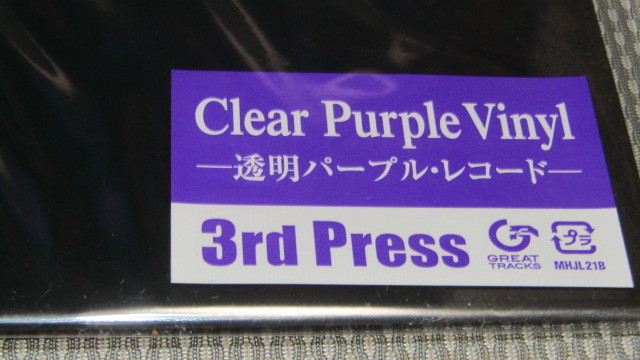 Clear Purple Vinyl
—透明パープル・レコード—
3rd Press
GREAT
TRACKS
プラ
MHJL21B